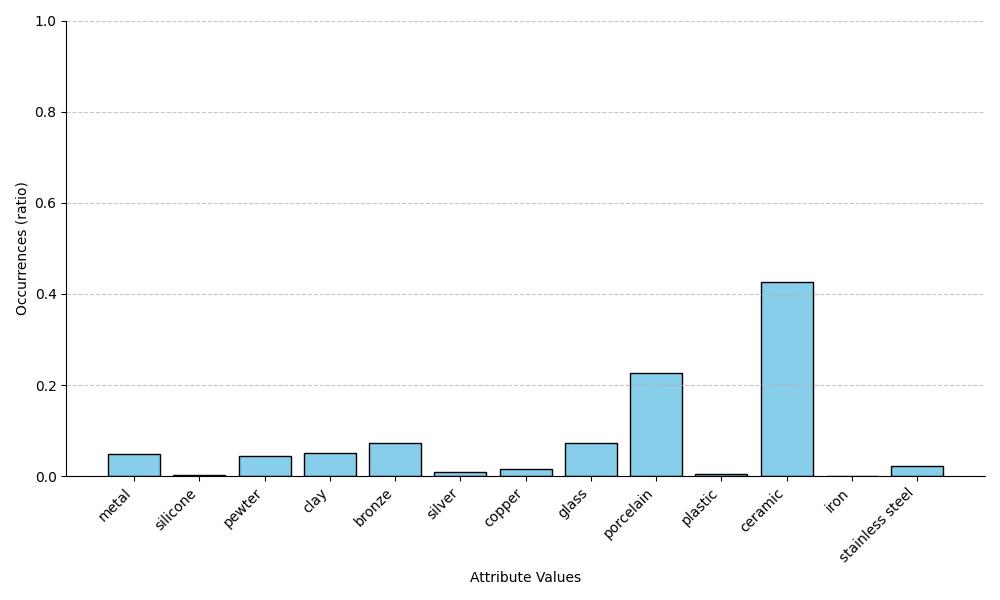 1.0
0.8
0.6
0.4
0.2
0.0
Occurrences (ratio)
metal
silicone
pewter
clay
bronze
silver
copper
glass
porcelain
plastic
ceramic
iron
stainless steel
Attribute Values